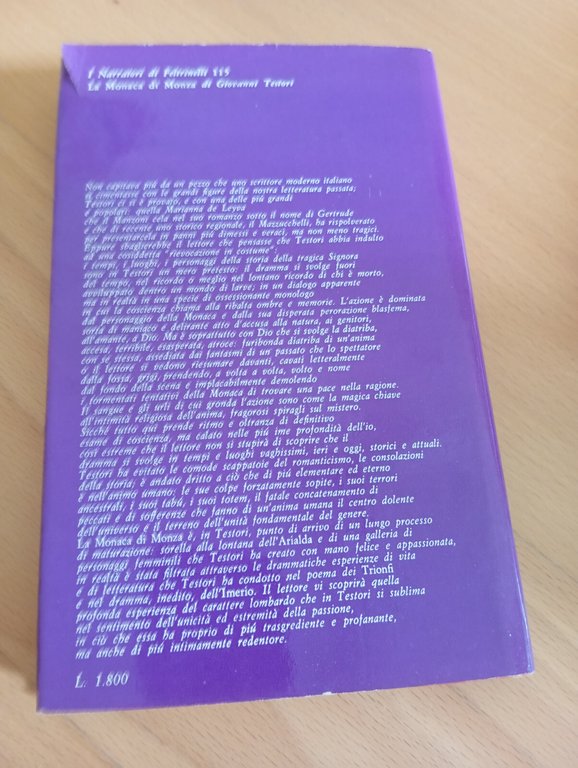 I Narratori di Feltrinelli 115
La Monaca di Monza di Giovanni Testori
Non capitava più da un pezzo che uno scrittore moderno italiano
si cimentasse con le grandi figure della nostra letteratura passata;
Testori ci si è provato, e con una delle più grandi
e popolari: quella Marianna de Leyva
che il Manzoni cela nel suo romanzo sotto il nome di Gertrude
e che di recente uno storico regionale, il Mazzucchelli, ha rispolverato
per presentarcela in panni più dimessi e veraci, ma non meno tragici.
Eppure sbaglierebbe il lettore che pensasse che Testori abbia indulto
ad una cosiddetta "rievocazione in costume":
i tempi, i luoghi, i personaggi della storia della tragica Signora
sono in Testori un mero pretesto: il dramma si svolge fuori
del tempo, nel ricordo o meglio nel lontano ricordo di chi è morto,
avviluppato dentro un mondo di larve; in un dialogo apparente
ma in realtà in una specie di ossessionante monologo
in cui la coscienza chiama alla ribalta ombre e memorie. L'azione è dominata
dal personaggio della Monaca e dalla sua disperata perorazione blasfema,
sorta di maniaco e delirante atto d'accusa alla natura, ai genitori,
all'amante, a Dio. Ma è soprattutto con Dio che si svolge la diatriba,
accesa, terribile, esasperata, atroce: furibonda diatriba di un'anima
con se stessa, assediata dai fantasmi di un passato che lo spettatore
o il lettore si vedono riesumare davanti, cavati letteralmente
dalla fossa, grigi, prendendo, a volta a volta, volto e nome
dal fondo della scena e implacabilmente demolendo
i tormentati tentativi della Monaca di trovare una pace nella ragione.
Il sangue e gli urli di cui gronda l'azione sono come la magica chiave
all'intimità religiosa dell'anima, fragorosi spiragli sul mistero.
Sicché tutto qui prende ritmo e oltranza di definitivo
esame di coscienza, ma calato nelle più ime profondità dell'io,
così estreme che il lettore non si stupirà di scoprire che il
dramma si svolge in tempi e luoghi vaghissimi, ieri e oggi, storici e attuali.
Testori ha evitato le comode scappatoie del romanticismo, le consolazioni
della storia; è andato dritto a ciò che di più elementare ed eterno
è nell'animo umano: le sue colpe forzatamente sopite, i suoi terrori
ancestrali, i suoi tabù, i suoi totem, il fatale concatenamento di
peccati e di sofferenze che fanno di un'anima umana il centro dolente
dell'universo e il terreno dell'unità fondamentale del genere.
La Monaca di Monza è, in Testori, punto di arrivo di un lungo processo
di maturazione: sorella alla lontana dell'Arialda e di una galleria di
personaggi femminili che Testori ha creato con mano felice e appassionata,
in realtà è stata filtrata attraverso le drammatiche esperienze di vita
e di letteratura che Testori ha condotto nel poema dei Trionfi
e nel dramma, inedito, dell'Imerio. Il lettore vi scoprirà quella
profonda esperienza del carattere lombardo che in Testori si sublima
nel sentimento dell'unicità ed estremità della passione,
in ciò che essa ha proprio di più trasgrediente e profanante,
ma anche di più intimamente redentore.
L. 1.800